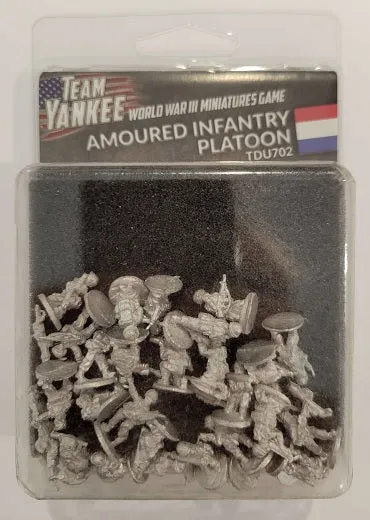 TEAM
YANKEE WORLD WAR III MINIATURES GAME
AMOURED INFANTRY
PLATOON
TDU702